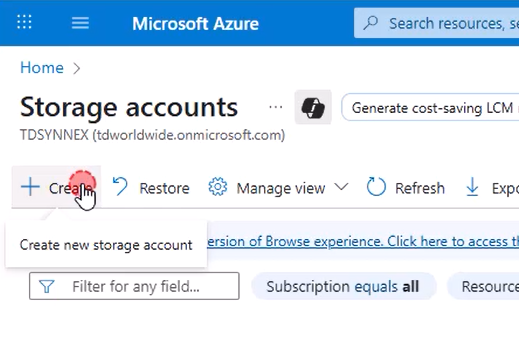 Microsoft Azure
Search resources, se
Home
Storage accounts
Generate cost-saving LCM
TDSYNNEX (tdworldwide.onmicrosoft.com)
Create Restore Manage view Refresh Expo
Create new storage account
ersion of Browse experience. Click here to access th
Filter for any field... Subscription equals all Resource